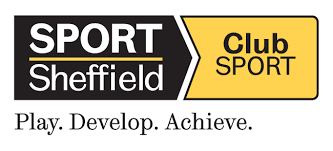 SPORT
Sheffield
Club
SPORT
Play. Develop. Achieve.